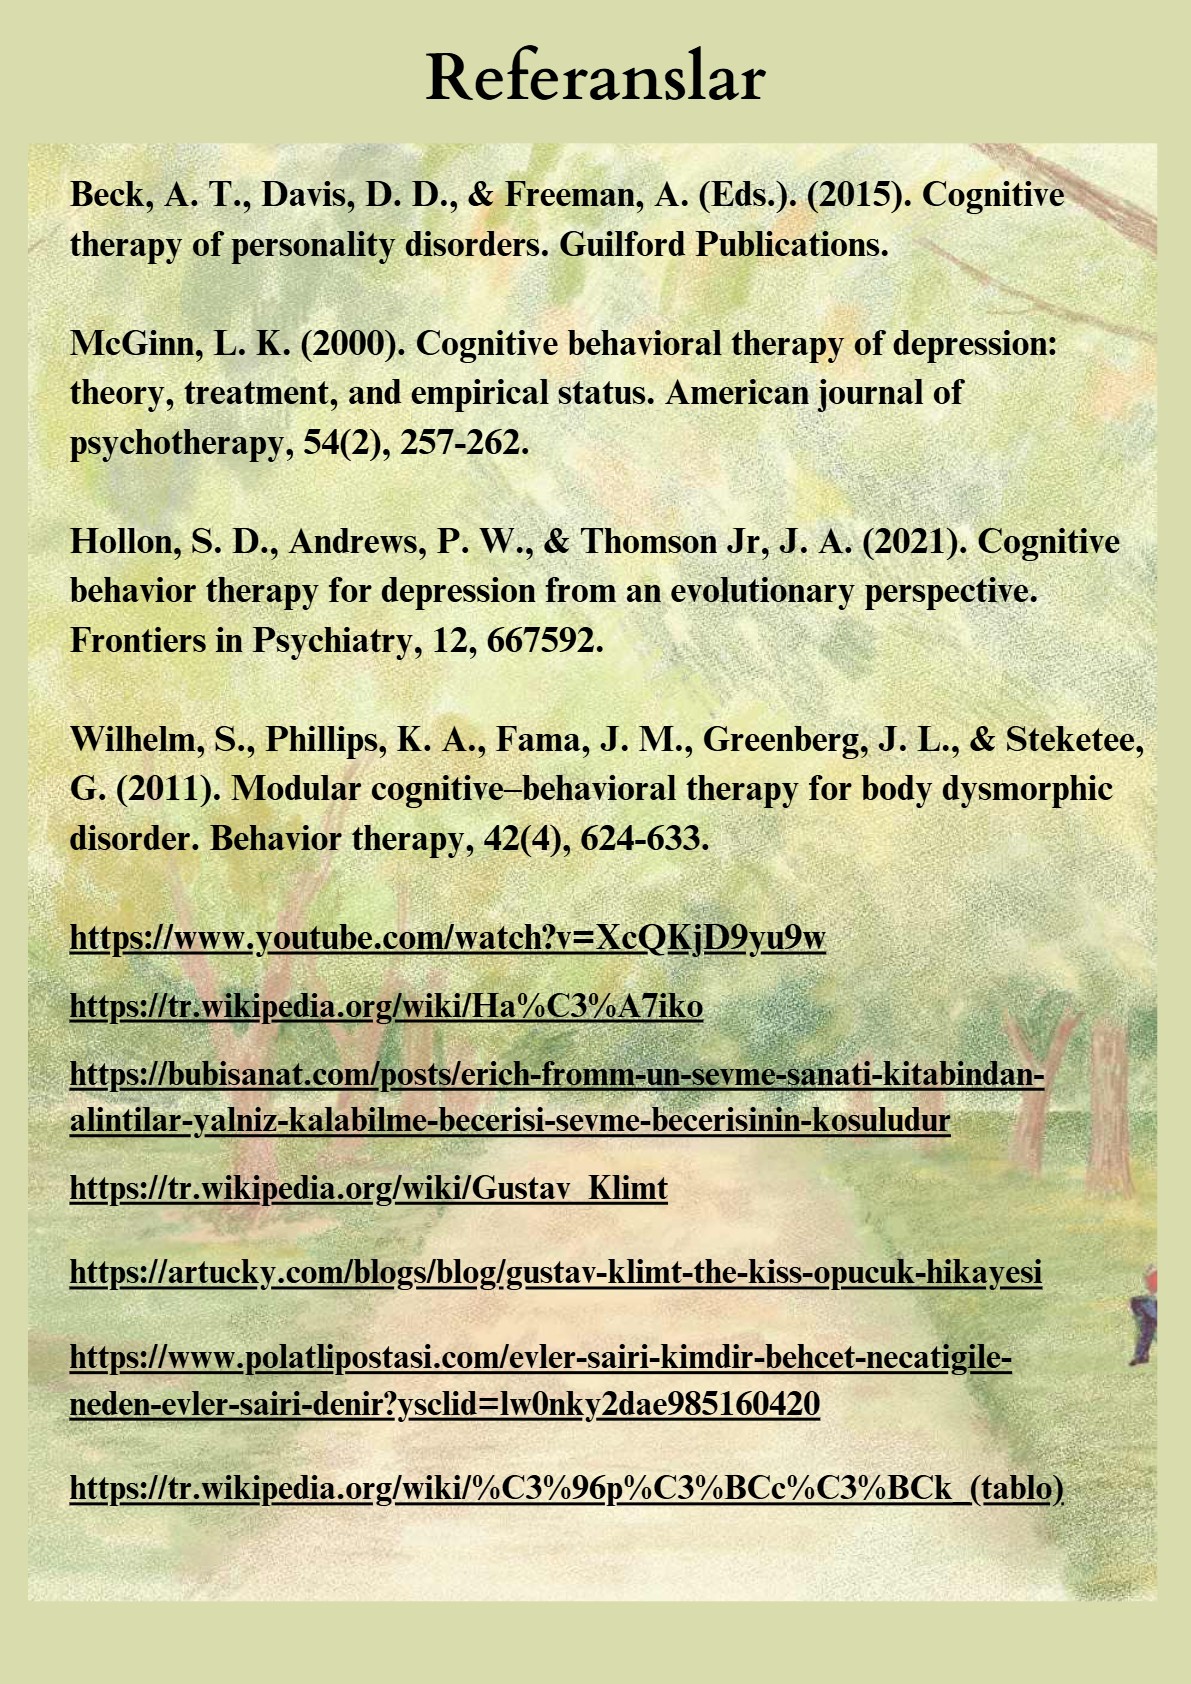 Referanslar
Beck, A. T., Davis, D. D., & Freeman, A. (Eds.). (2015). Cognitive
therapy of personality disorders. Guilford Publications.
McGinn, L. K. (2000). Cognitive behavioral therapy of depression:
theory, treatment, and empirical status. American journal of
psychotherapy, 54(2), 257-262.
Hollon, S. D., Andrews, P. W., & Thomson Jr, J. A. (2021). Cognitive
behavior therapy for depression from an evolutionary perspective.
Frontiers in Psychiatry, 12, 667592.
Wilhelm, S., Phillips, K. A., Fama, J. M., Greenberg, J. L., & Steketee,
G. (2011). Modular cognitive–behavioral therapy for body dysmorphic
disorder. Behavior therapy, 42(4), 624-633.
https://www.youtube.com/watch?v=XcQKjD9yu9w
https://tr.wikipedia.org/wiki/Ha%C3%A7iko
https://bubisanat.com/posts/erich-fromm-un-sevme-sanati-kitabindan-
alintilar-yalniz-kalabilme-becerisi-sevme-becerisinin-kosuludur
https://tr.wikipedia.org/wiki/Gustav_Klimt
https://artucky.com/blogs/blog/gustav-klimt-the-kiss-opucuk-hikayesi
https://www.polatlipostasi.com/evler-sairi-kimdir-behcet-necatigile-
neden-evler-sairi-denir?ysclid=lw0nky2dae985160420
https://tr.wikipedia.org/wiki/%C3%96p%C3%BCc%C3%BCk_(tablo)